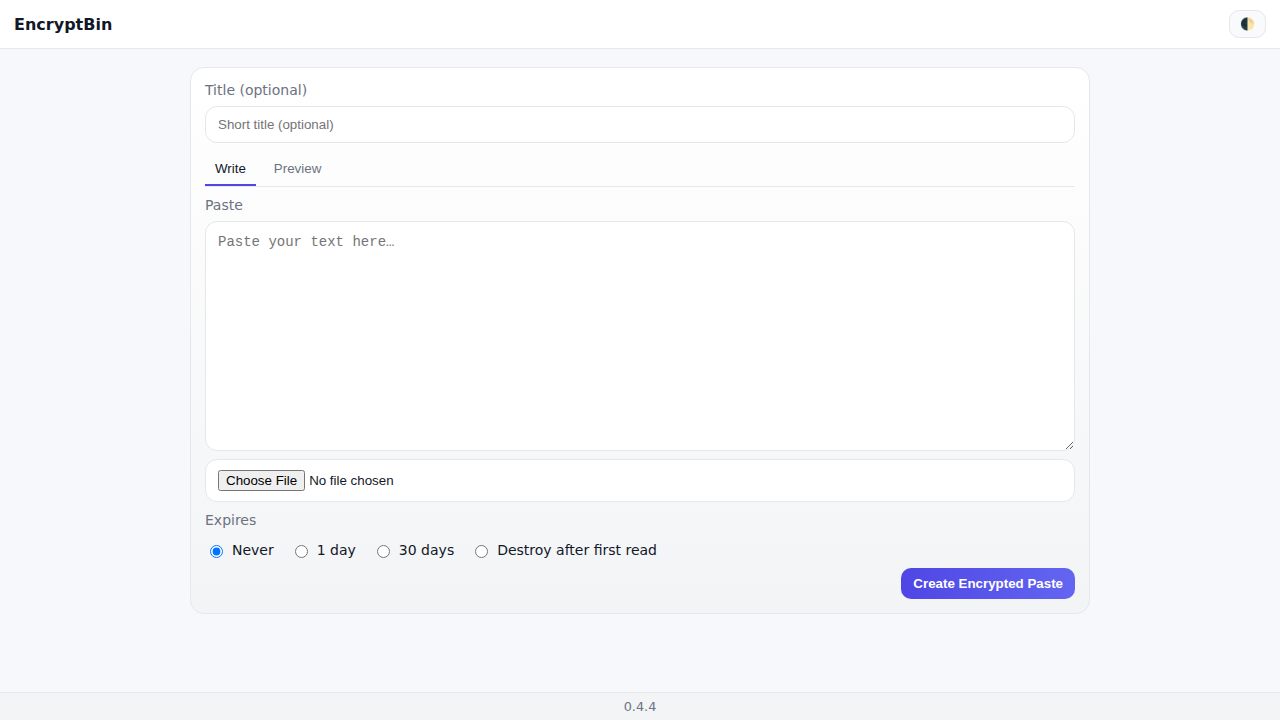 EncryptBin
Title (optional)
Short title (optional)
Write Preview
Paste
Paste your text here…
Choose File No file chosen
Expires
Never 1 day 30 days Destroy after first read
Create Encrypted Paste
0.4.4